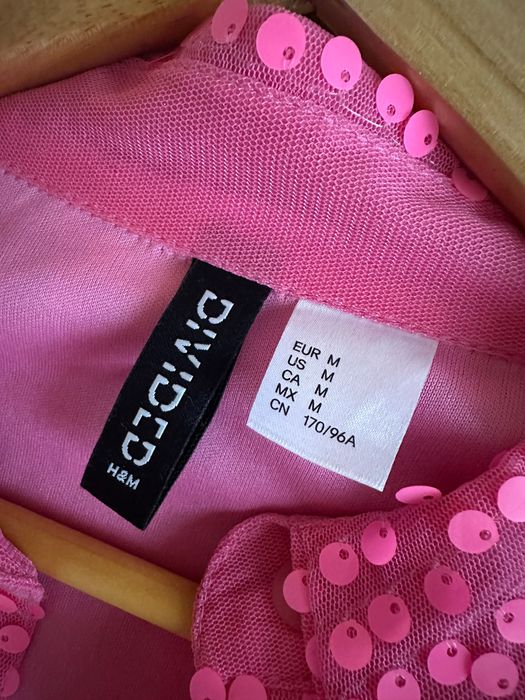 DIVIDED
H&M
EUR M
US M
CA M
MX M
CN 170/96A